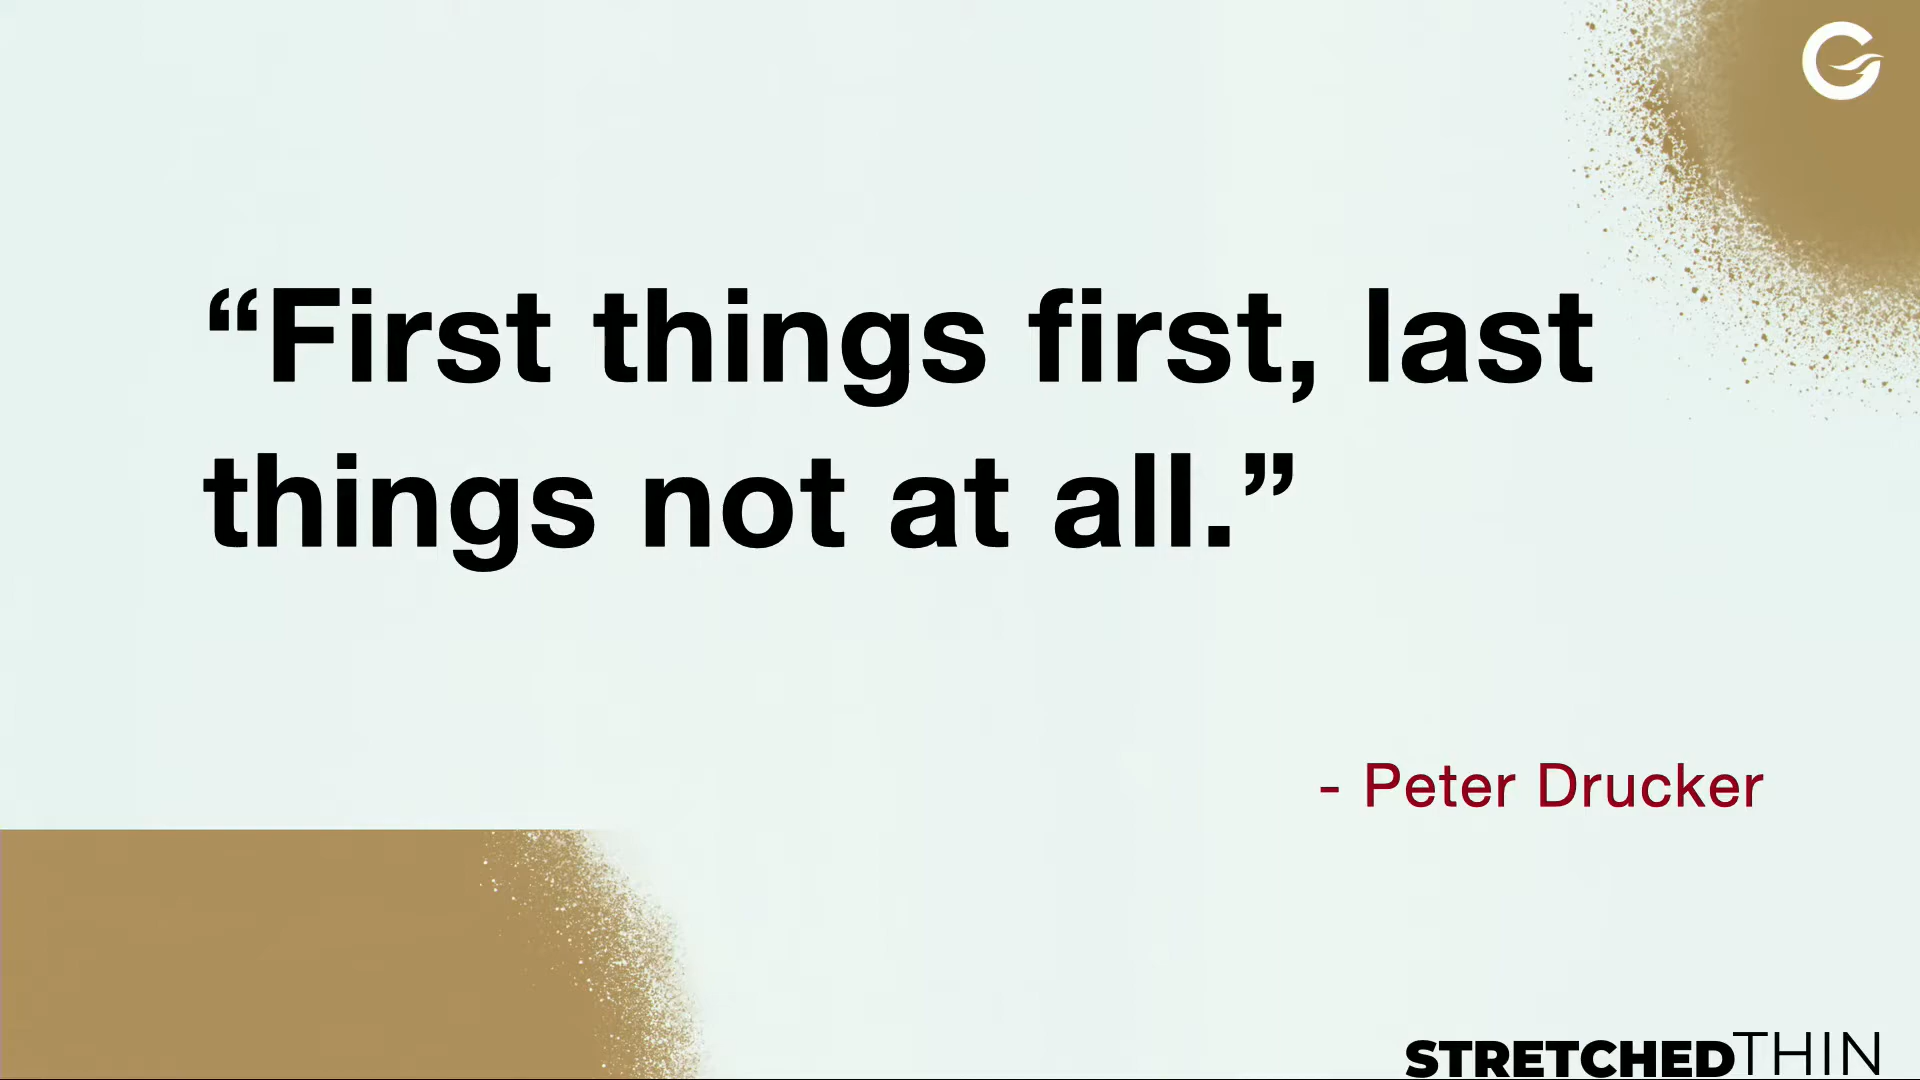 “First things first, last
things not at all.”
- Peter Drucker
STRETCHEDTHIN